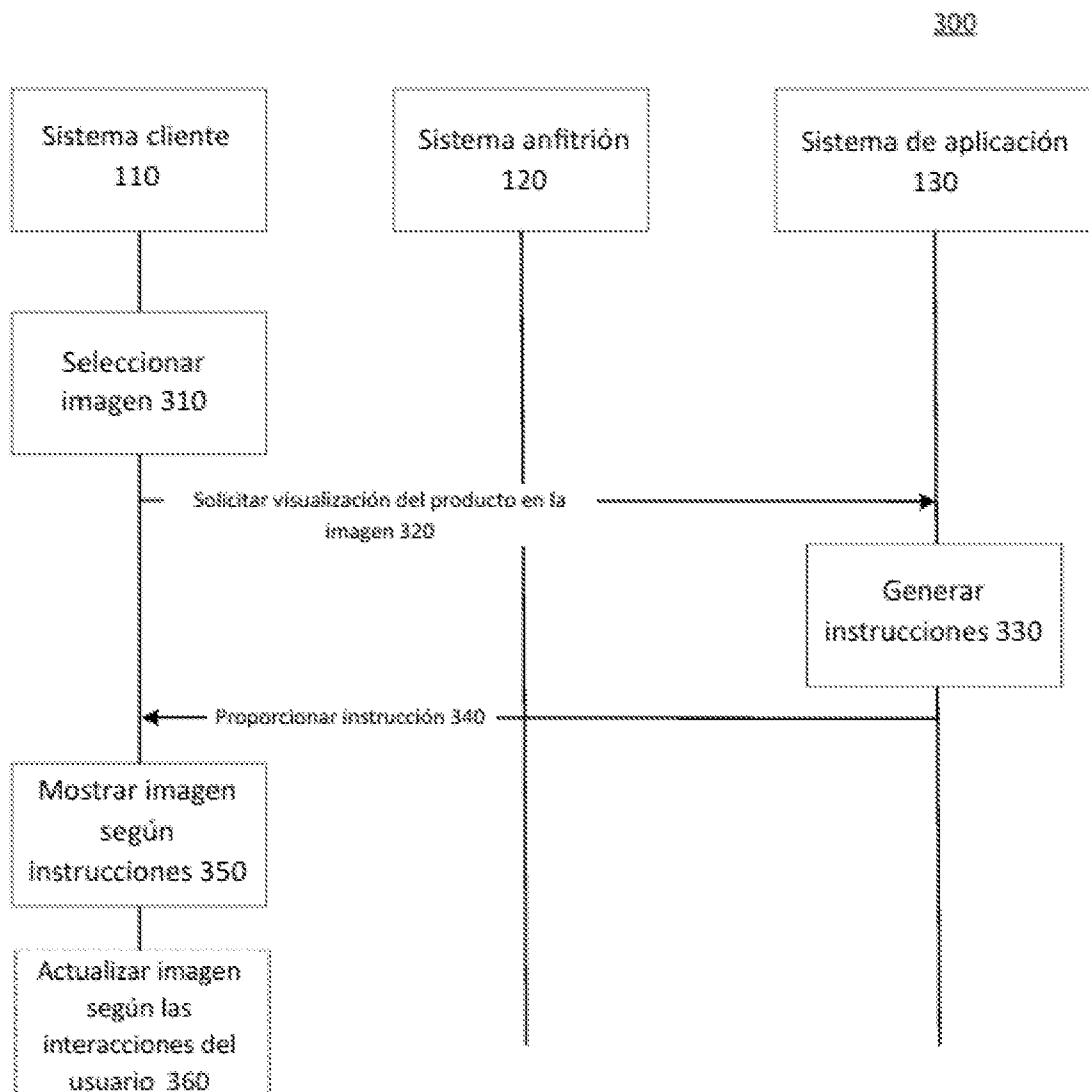 300
Sistema cliente
110
Sistema anfitrión
120
Sistema de aplicación
130
Seleccionar
imagen 310
Solicitar visualización del producto en la
imagen 320
Generar
instrucciones 330
Proporcionar instrucción 340
Mostrar imagen
según
instrucciones 350
Actualizar imagen
según las
interacciones del
usuario 360